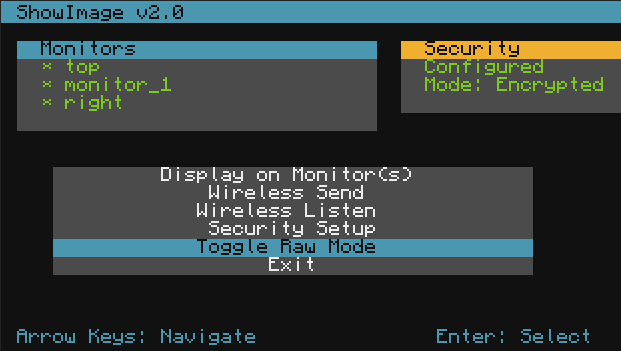 ShowImage v2.0
Monitors
* top
* monitor_1
* right
Security
Configured
Mode: Encrypted
Display on Monitor(s)
Wireless Send
Wireless Listen
Security Setup
Toggle Raw Mode
Exit
Arrow Keys: Navigate
Enter: Select